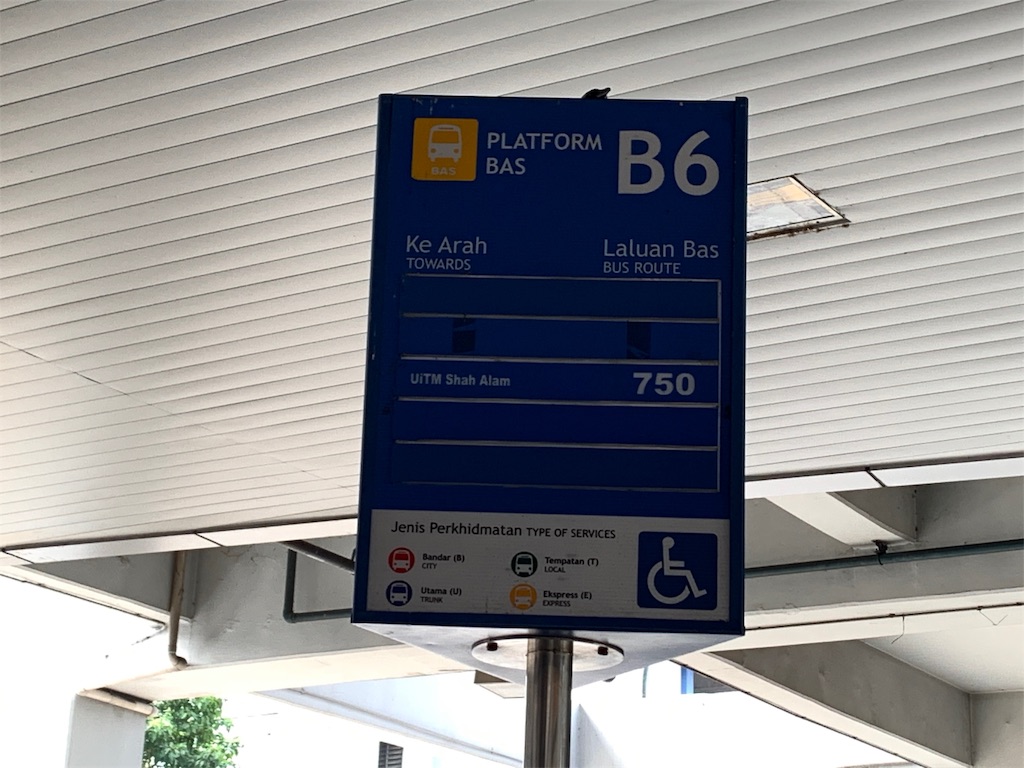 BAS
PLATFORM
BAS
B6
Ke Arah
TOWARDS
Laluan Bas
BUS ROUTE
UiTM Shah Alam 750
Jenis Perkhidmatan TYPE OF SERVICES
Bandar (B)
CITY
Tempatan (T)
LOCAL
Utama (U)
TRUNK
Ekspress (E)
EXPRESS